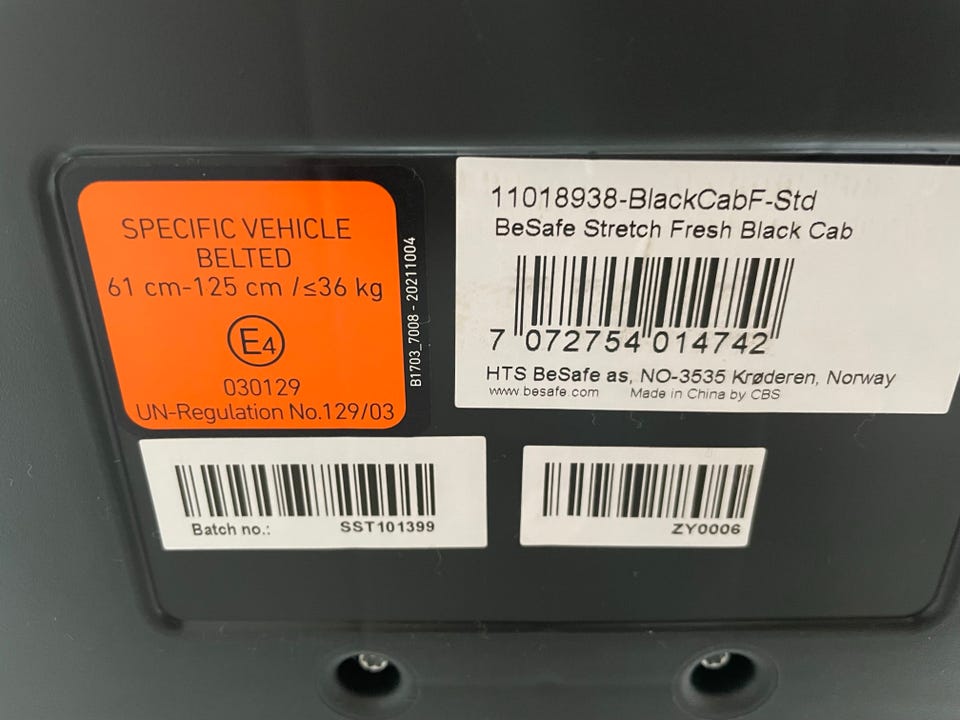 SPECIFIC VEHICLE
BELTED
61 cm-125 cm /≤36 kg
E4
030129
UN-Regulation No.129/03
B1703_7008 - 20211004
11018938-BlackCabF-Std
BeSafe Stretch Fresh Black Cab
7 072754 014742
HTS BeSafe as, NO-3535 Krøderen, Norway
www.besafe.com Made in China by CBS
Batch no.: SST101399
ZY0006